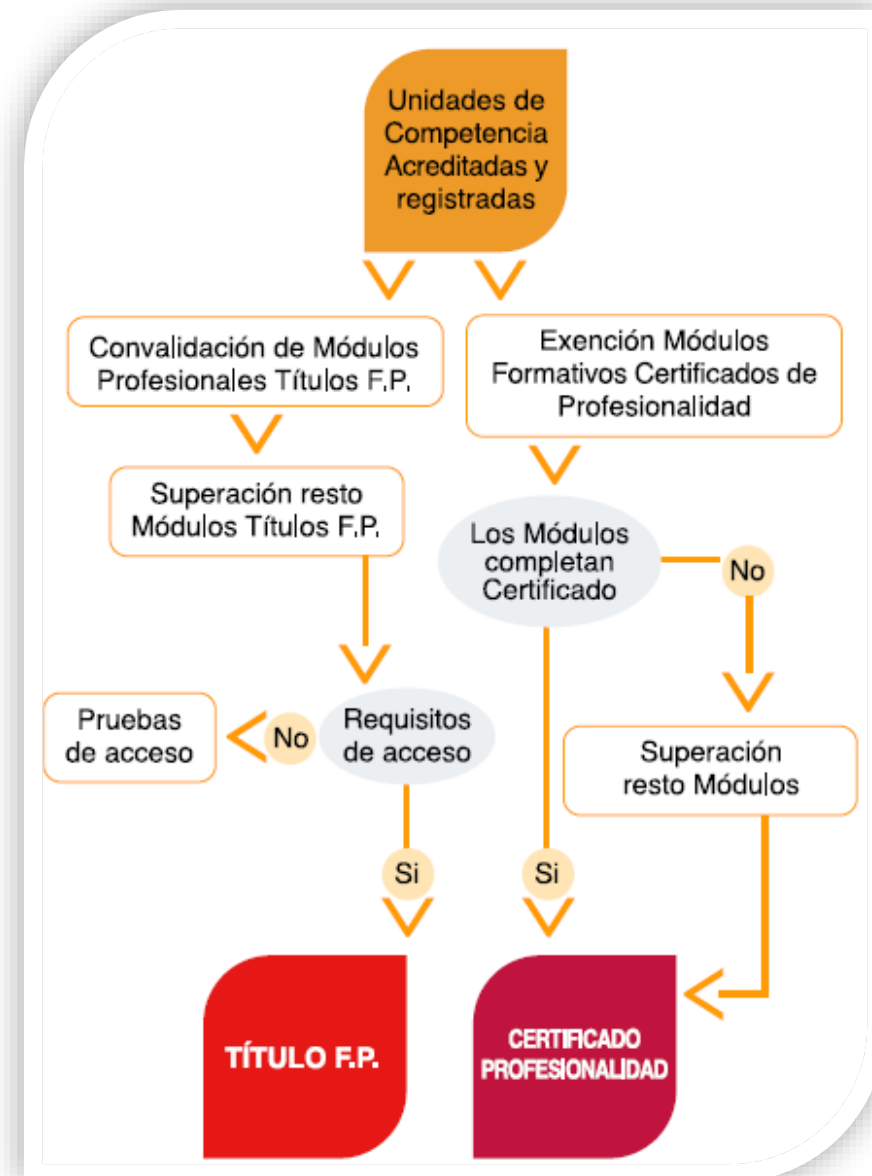 Unidades de
Competencia
Acreditadas y
registradas
Convalidación de Módulos
Profesionales Títulos F.P.
Exención Módulos
Formativos Certificados de
Profesionalidad
Superación resto
Módulos Títulos F.P.
Los Módulos
completan
Certificado
No
Pruebas
de acceso
No
Requisitos
de acceso
Superación
resto Módulos
Si
Si
TÍTULO F.P.
CERTIFICADO
PROFESIONALIDAD